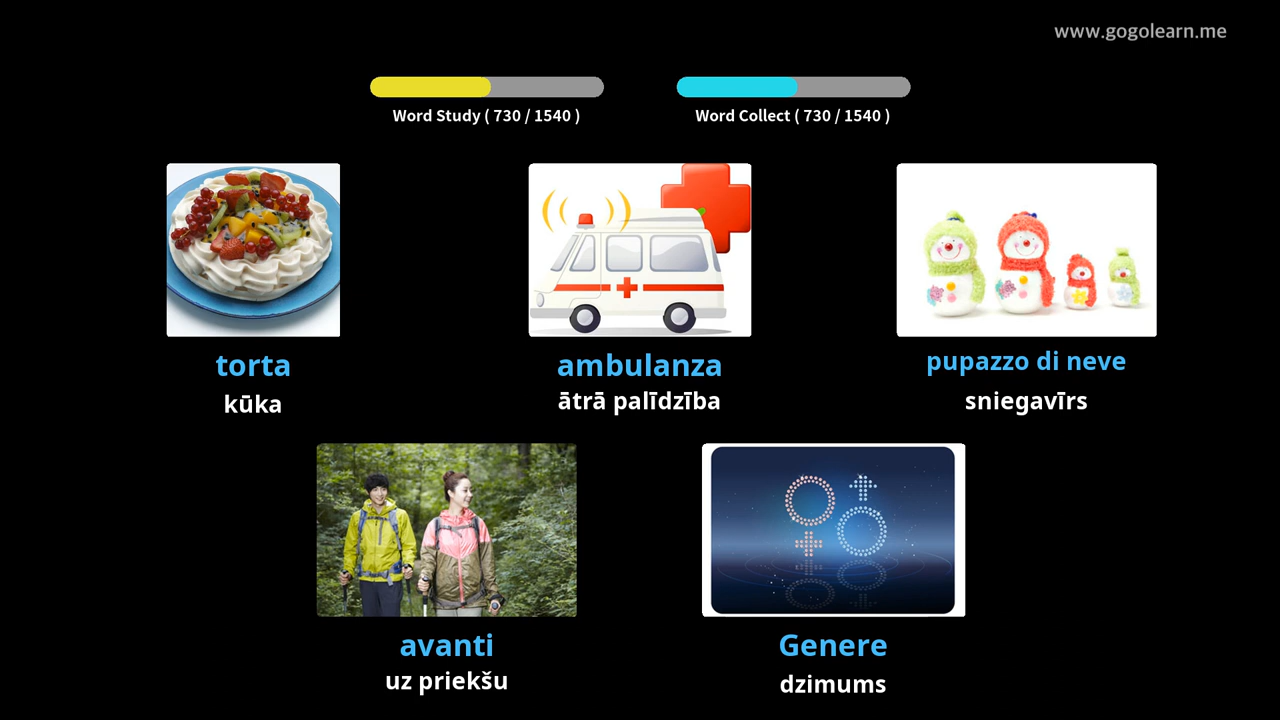 www.gogolearn.me
Word Study ( 730 / 1540 )
Word Collect ( 730 / 1540 )
torta
kūka
ambulanza
ātrā palīdzība
pupazzo di neve
sniegavīrs
avanti
uz priekšu
Genere
dzimums